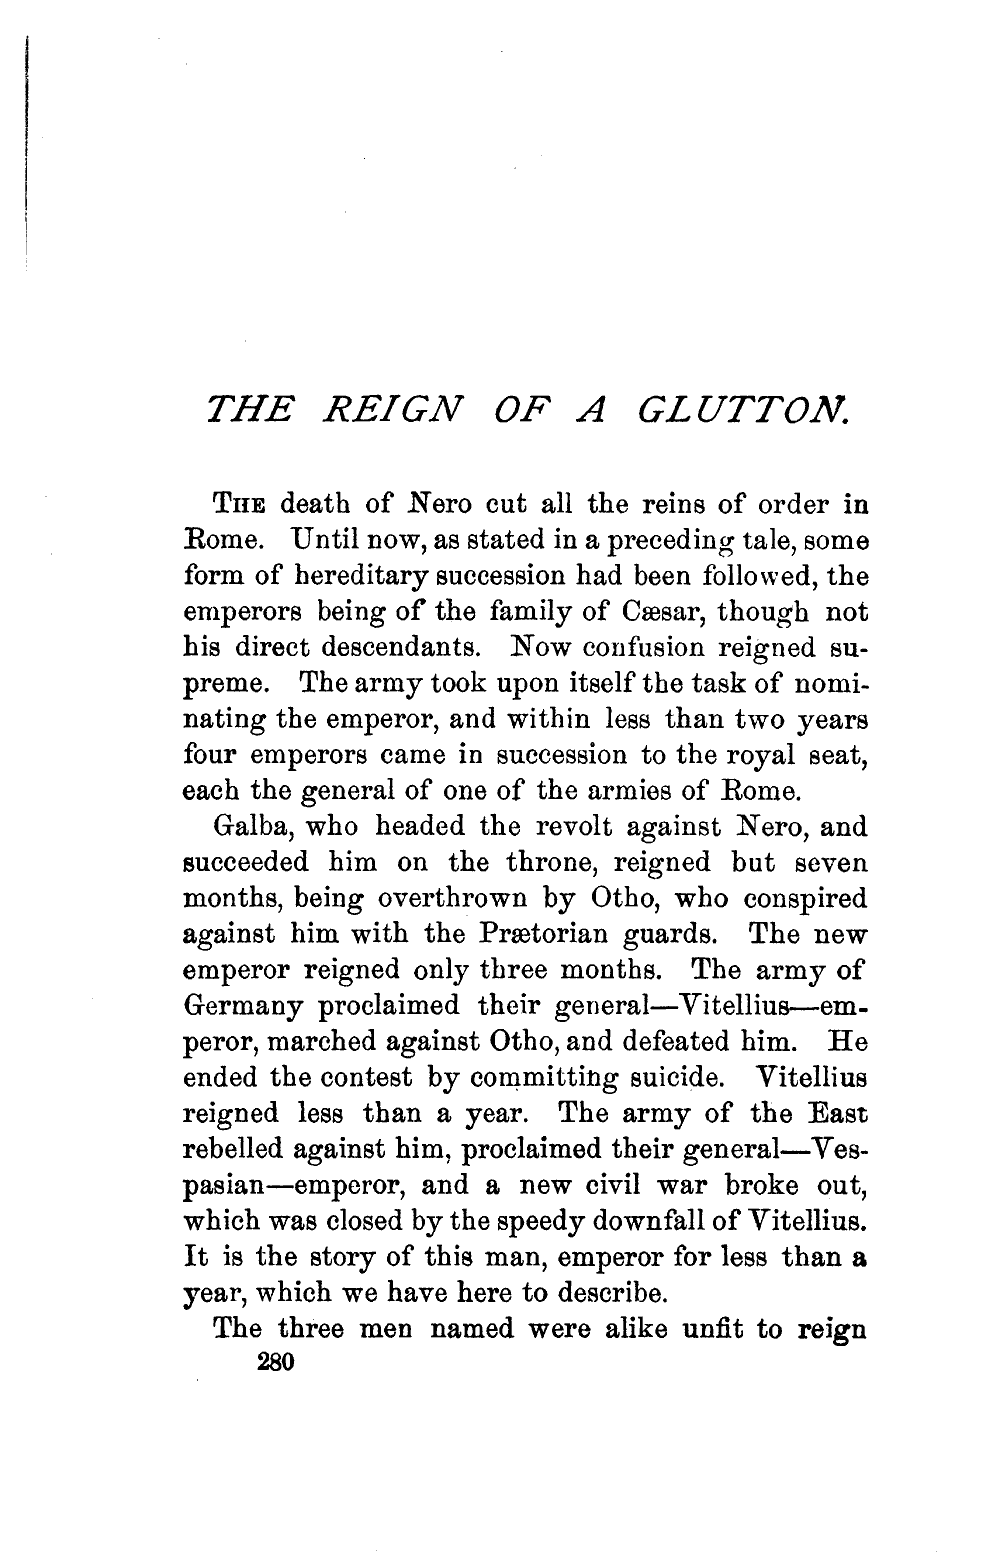 THE REIGN OF A GLUTTON.
THE death of Nero cut all the reins of order in
Rome. Until now, as stated in a preceding tale, some
form of hereditary succession had been followed, the
emperors being of the family of Cæsar, though not
his direct descendants. Now confusion reigned su-
preme. The army took upon itself the task of nomi-
nating the emperor, and within less than two years
four emperors came in succession to the royal seat,
each the general of one of the armies of Rome.
Galba, who headed the revolt against Nero, and
succeeded him on the throne, reigned but seven
months, being overthrown by Otho, who conspired
against him with the Prætorian guards. The new
emperor reigned only three months. The army of
Germany proclaimed their general—Vitellius—em-
peror, marched against Otho, and defeated him. He
ended the contest by committing suicide. Vitellius
reigned less than a year. The army of the East
rebelled against him, proclaimed their general—Ves-
pasian—emperor, and a new civil war broke out,
which was closed by the speedy downfall of Vitellius.
It is the story of this man, emperor for less than a
year, which we have here to describe.
The three men named were alike unfit to reign
280